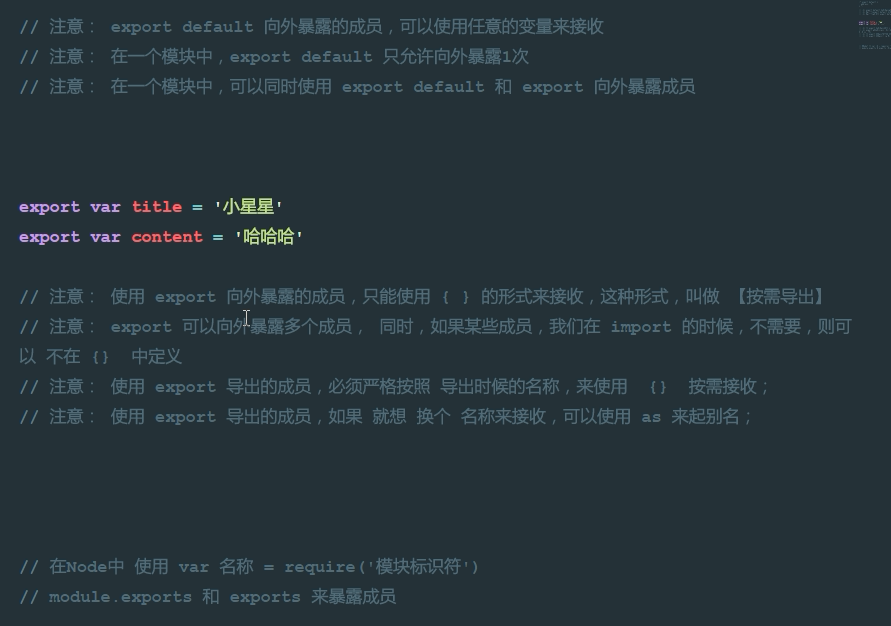 // 注意： export default 向外暴露的成员，可以使用任意的变量来接收
// 注意： 在一个模块中，export default 只允许向外暴露1次
// 注意： 在一个模块中，可以同时使用 export default 和 export 向外暴露成员
export var title = '小星星'
export var content = '哈哈哈'
// 注意： 使用 export 向外暴露的成员，只能使用 { } 的形式来接收，这种形式，叫做 【按需导出】
// 注意： export 可以向外暴露多个成员， 同时，如果某些成员，我们在 import 的时候，不需要，则可
以 不在 {}  中定义
// 注意： 使用 export 导出的成员，必须严格按照 导出时候的名称，来使用  {}  按需接收；
// 注意： 使用 export 导出的成员，如果 就想 换个 名称来接收，可以使用 as 来起别名；
// 在Node中 使用 var 名称 = require('模块标识符')
// module.exports 和 exports 来暴露成员